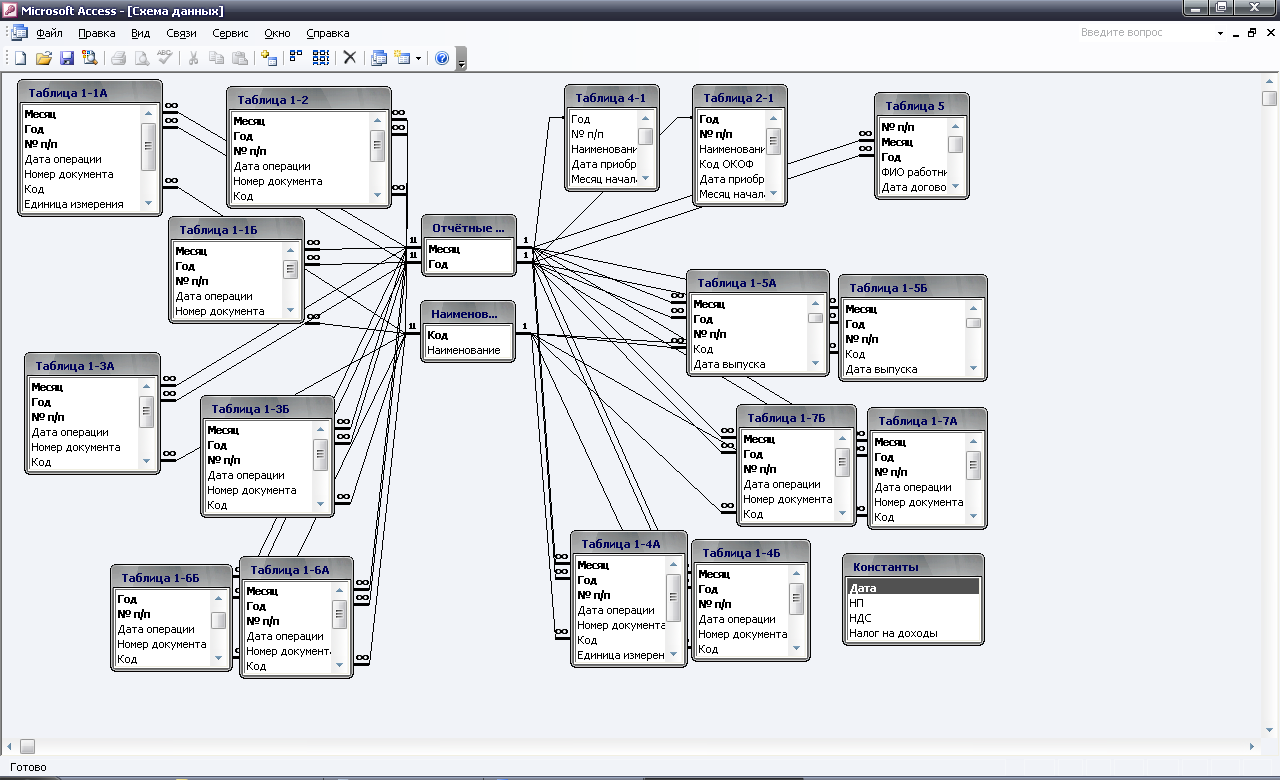 Microsoft Access - [Схема данных]
Файл Правка Вид Связи Сервис Окно Справка
Введите вопрос
Таблица 1-1А
Месяц
Год
№ п/п
Дата операции
Номер документа
Код
Единица измерения
Таблица 1-2
Месяц
Год
№ п/п
Дата операции
Номер документа
Код
Таблица 4-1
Год
№ п/п
Наименовани
Дата приобр
Месяц начал
Таблица 2-1
Год
№ п/п
Наименовани
Код ОКОФ
Дата приобр
Месяц начал
Таблица 5
№ п/п
Месяц
Год
ФИО работни
Дата догово
Таблица 1-1Б
Месяц
Год
№ п/п
Дата операции
Номер документа
Отчётные ...
Месяц
Год
Наименов...
Код
Наименование
Таблица 1-5А
Месяц
Год
№ п/п
Код
Дата выпуска
Таблица 1-5Б
Месяц
Год
№ п/п
Код
Дата выпуска
Таблица 1-3А
Месяц
Год
№ п/п
Дата операции
Номер документа
Код
Таблица 1-3Б
Месяц
Год
№ п/п
Дата операции
Номер документа
Код
Таблица 1-7Б
Месяц
Год
№ п/п
Дата операции
Номер документа
Код
Таблица 1-7А
Месяц
Год
№ п/п
Дата операции
Номер документа
Код
Таблица 1-6Б
Год
№ п/п
Дата операции
Номер документа
Код
Таблица 1-6А
Месяц
Год
№ п/п
Дата операции
Номер документ
Код
Таблица 1-4А
Месяц
Год
№ п/п
Дата операции
Номер документа
Код
Единица измерен
Таблица 1-4Б
Месяц
Год
№ п/п
Дата операции
Номер документа
Код
Константы
Дата
НП
НДС
Налог на доходы
Готово